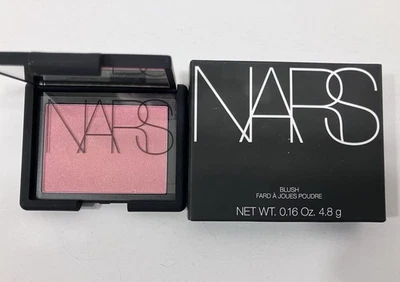 NARS
NARS
BLUSH
FARD À JOUES POUDRE
NET WT. 0.16 Oz. 4.8 g